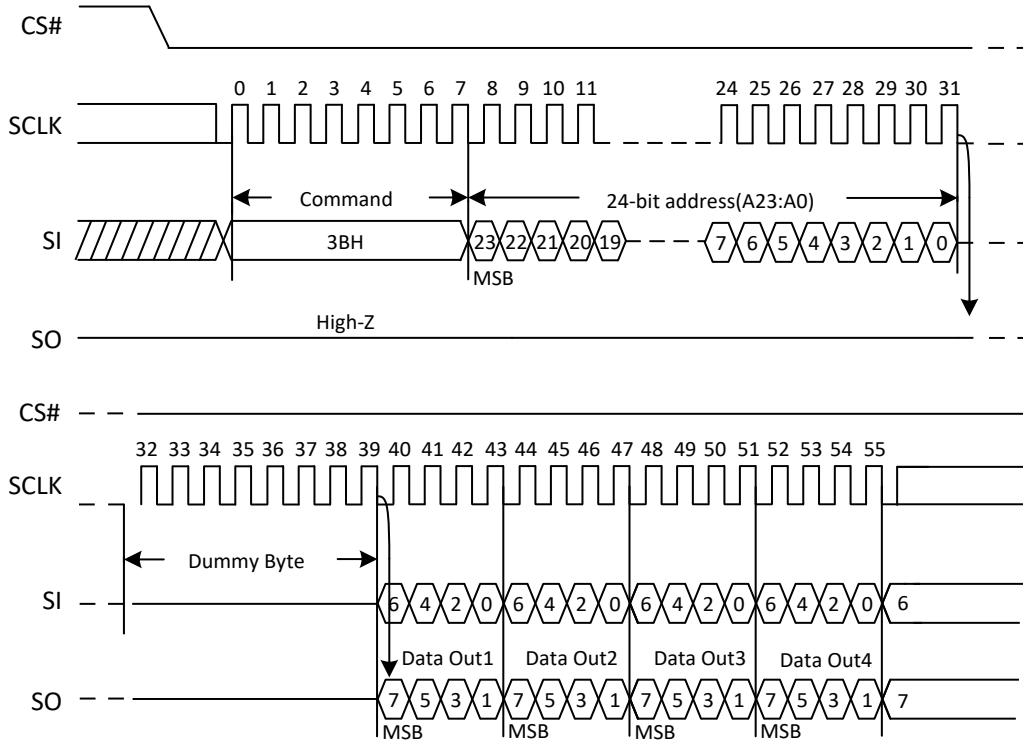 CS#
0 1 2 3 4 5 6 7 8 9 10 11 24 25 26 27 28 29 30 31
SCLK
Command 24-bit address(A23:A0)
SI 3BH 23 22 21 20 19 7 6 5 4 3 2 1 0
MSB
High-Z
SO
CS#
32 33 34 35 36 37 38 39 40 41 42 43 44 45 46 47 48 49 50 51 52 53 54 55
SCLK
Dummy Byte
SI 6 4 2 0 6 4 2 0 6 4 2 0 6 4 2 0 6
Data Out1 Data Out2 Data Out3 Data Out4
SO 7 5 3 1 7 5 3 1 7 5 3 1 7 5 3 1 7
MSB MSB MSB MSB